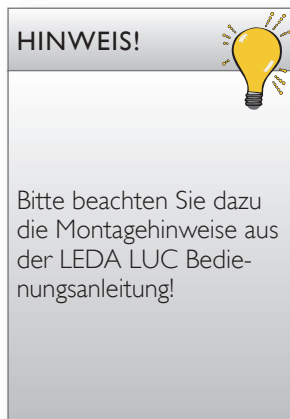 HINWEIS!
Bitte beachten Sie dazu
die Montagehinweise aus
der LEDA LUC Bedie-
nungsanleitung!